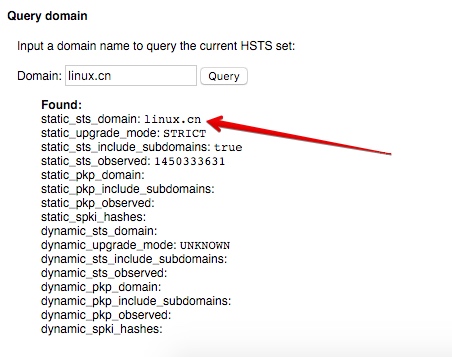 Query domain
Input a domain name to query the current HSTS set:
Domain: linux.cn Query
Found:
static_sts_domain: linux.cn
static_upgrade_mode: STRICT
static_sts_include_subdomains: true
static_sts_observed: 1450333631
static_pkp_domain:
static_pkp_include_subdomains:
static_pkp_observed:
static_spki_hashes:
dynamic_sts_domain:
dynamic_upgrade_mode: UNKNOWN
dynamic_sts_include_subdomains:
dynamic_sts_observed:
dynamic_pkp_domain:
dynamic_pkp_include_subdomains:
dynamic_pkp_observed:
dynamic_spki_hashes: